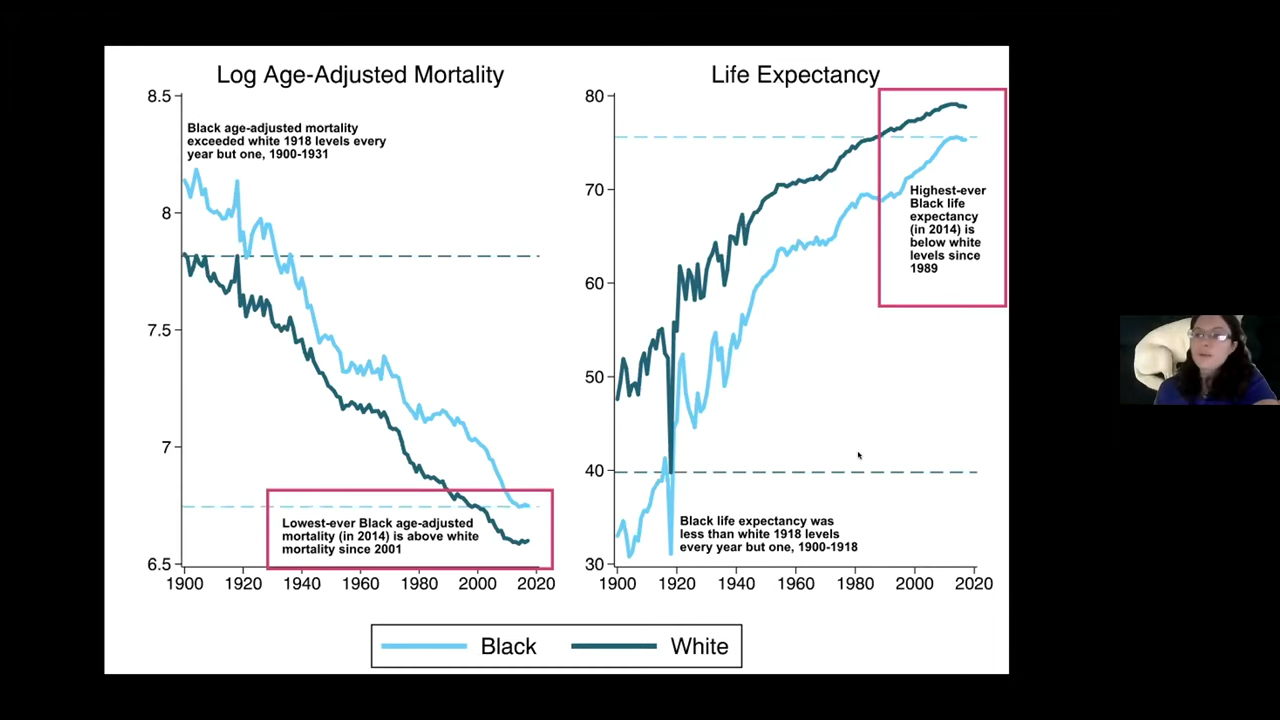 Log Age-Adjusted Mortality
8.5
8
7.5
7
6.5
Black age-adjusted mortality
exceeded white 1918 levels every
year but one, 1900-1931
Lowest-ever Black age-adjusted
mortality (in 2014) is above white
mortality since 2001
1900 1920 1940 1960 1980 2000 2020
Life Expectancy
80
70
60
50
40
30
Highest-ever
Black life
expectancy
(in 2014) is
below white
levels since
1989
Black life expectancy was
less than white 1918 levels
every year but one, 1900-1918
1900 1920 1940 1960 1980 2000 2020
Black White